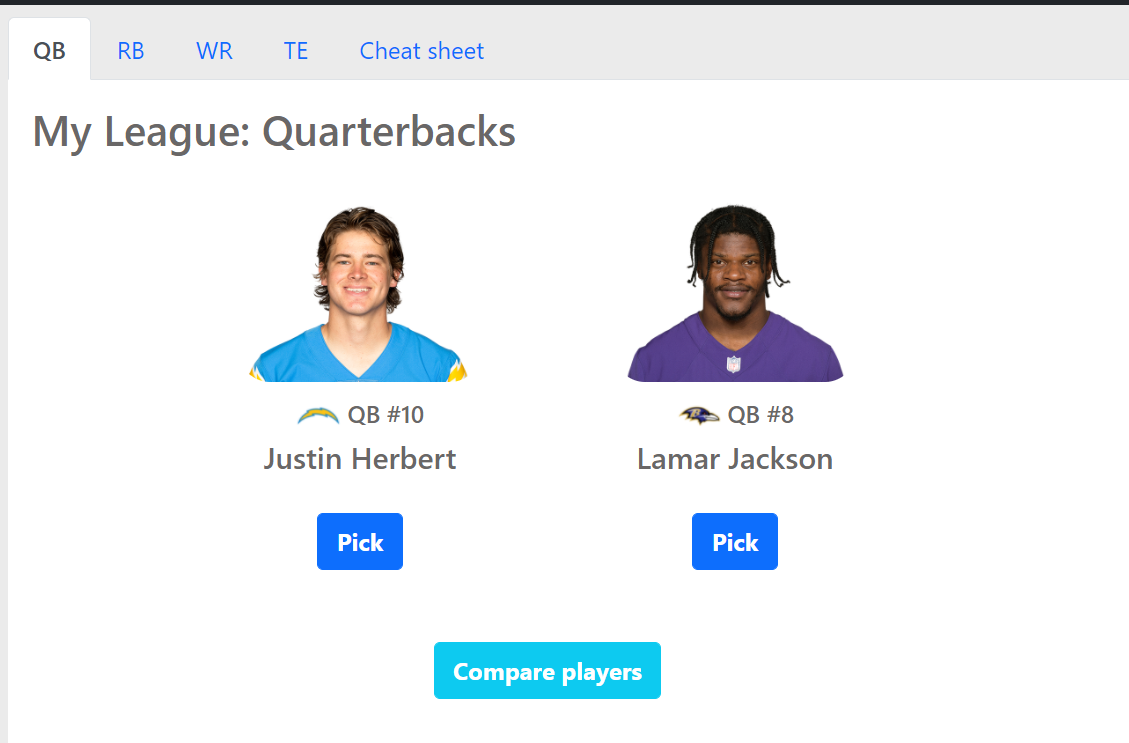 QB RB WR TE Cheat sheet
My League: Quarterbacks
QB #10 QB #8
Justin Herbert Lamar Jackson
Pick Pick
Compare players